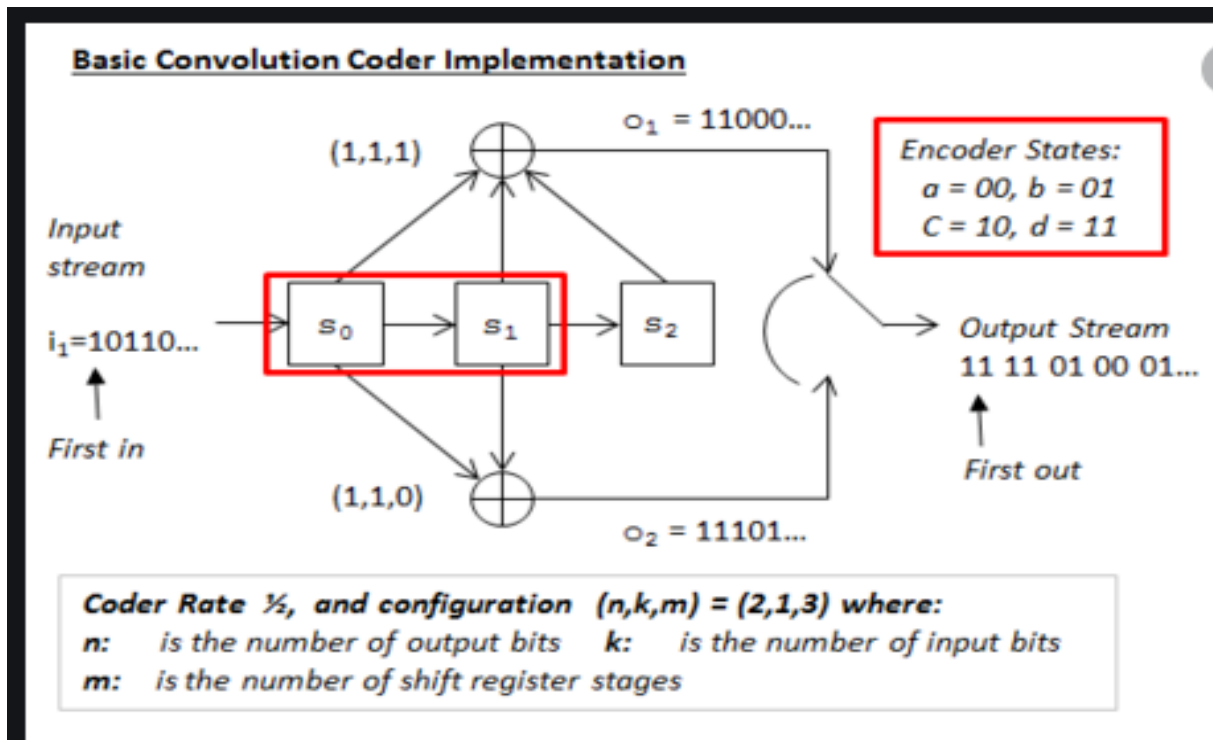 Basic Convolution Coder Implementation
o₁ = 11000...
(1,1,1)
Encoder States:
a = 00, b = 01
C = 10, d = 11
Input
stream
i₁=10110...
s₀
s₁
s₂
Output Stream
11 11 01 00 01...
First in
First out
(1,1,0)
o₂ = 11101...
Coder Rate ½, and configuration (n,k,m) = (2,1,3) where:
n: is the number of output bits k: is the number of input bits
m: is the number of shift register stages